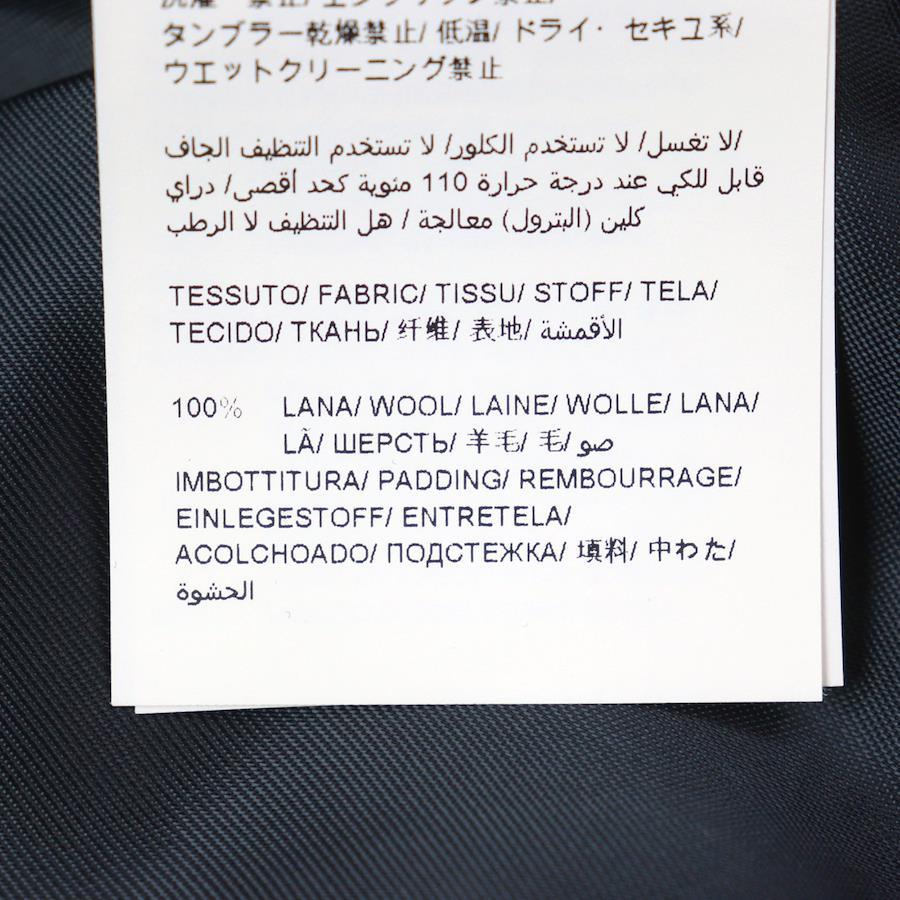 タンブラー乾燥禁止/ 低温/ ドライ・ セキユ系/
ウエットクリーニング禁止
/لا تغسل/ لا تستخدم الكلور/ لا تستخدم التنظيف الجاف
قابل للكي عند درجة حرارة 110 مئوية كحد أقصى/ دراي
كلين (البترول) معالجة / هل التنظيف لا الرطب
TESSUTO/ FABRIC/ TISSU/ STOFF/ TELA/
TECIDO/ ТКАНЬ/ 纤维/ 表地/ الأقمشة
100% LANA/ WOOL/ LAINE/ WOLLE/ LANA/
LÃ/ ШЕРСТЬ/ 羊毛/ 毛/ صو
IMBOTTITURA/ PADDING/ REMBOURRAGE/
EINLEGESTOFF/ ENTRETELA/
ACOLCHOADO/ ПОДСТЕЖКА/ 填料/ 中わた/
الحشوة